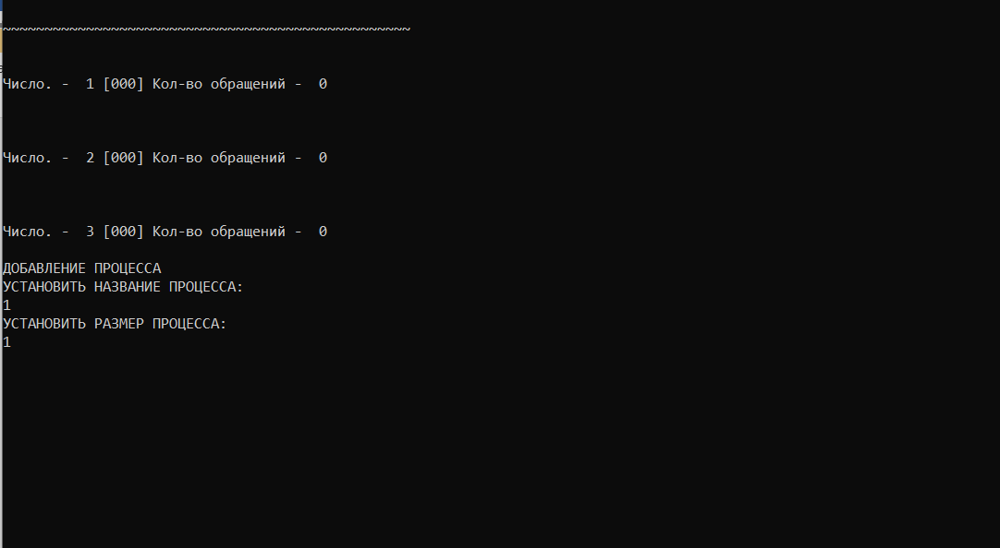 ~~~~~~~~~~~~~~~~~~~~~~~~~~~~~~~~~~~~~~~~~~~~~~~~~
Число. -  1 [000] Кол-во обращений -  0
Число. -  2 [000] Кол-во обращений -  0
Число. -  3 [000] Кол-во обращений -  0
ДОБАВЛЕНИЕ ПРОЦЕССА
УСТАНОВИТЬ НАЗВАНИЕ ПРОЦЕССА:
1
УСТАНОВИТЬ РАЗМЕР ПРОЦЕССА:
1